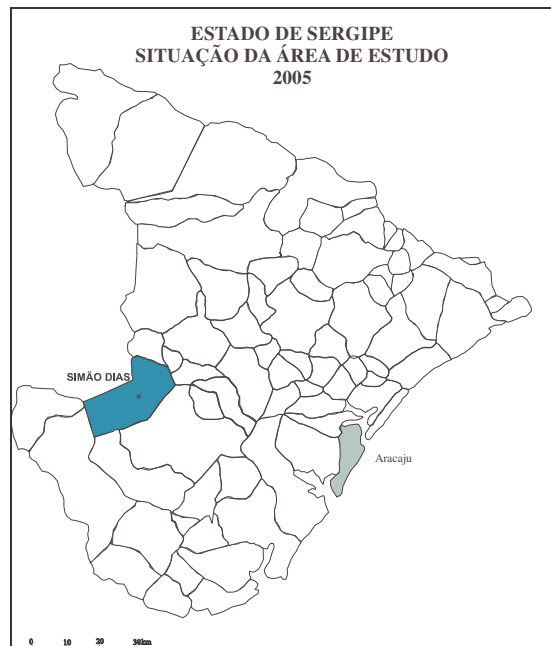 ESTADO DE SERGIPE
SITUAÇÃO DA ÁREA DE ESTUDO
2005
SIMÃO DIAS
Aracaju
0 10 20 30km